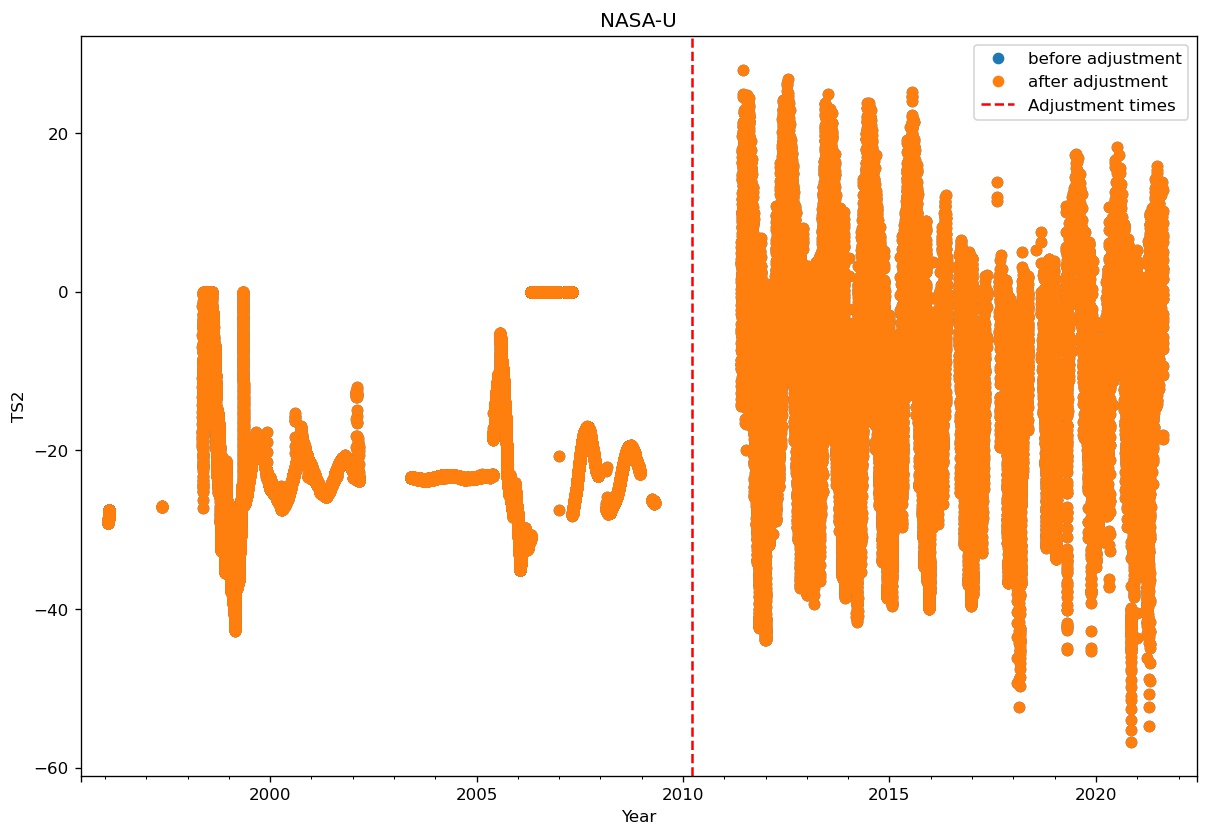 NASA-U
before adjustment
after adjustment
Adjustment times
TS2
20
0
−20
−40
−60
2000 2005 2010 2015 2020
Year